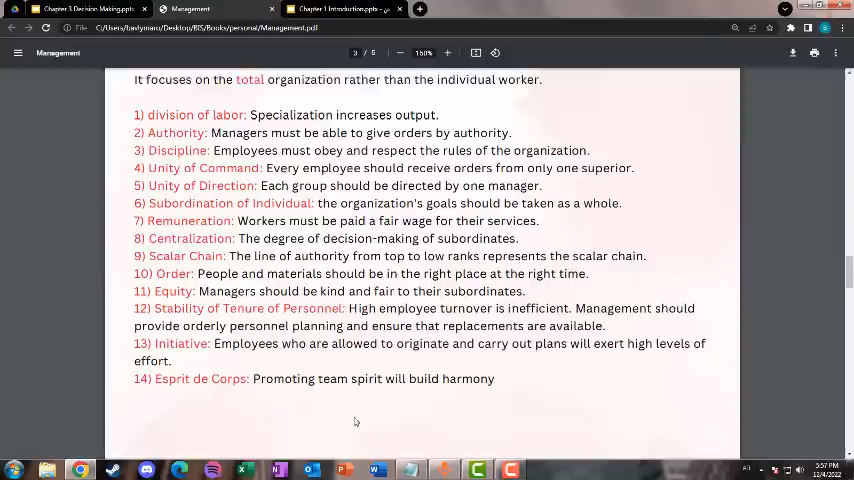 Chapter 3 Decision Making.pptx
Management
Chapter 1 Introduction.pptx
File
C:/Users/bavlymaro/Desktop/BIS/Books/personal/Management.pdf
Management
3 / 5
150%
It focuses on the total organization rather than the individual worker.
1) division of labor: Specialization increases output.
2) Authority: Managers must be able to give orders by authority.
3) Discipline: Employees must obey and respect the rules of the organization.
4) Unity of Command: Every employee should receive orders from only one superior.
5) Unity of Direction: Each group should be directed by one manager.
6) Subordination of Individual: the organization's goals should be taken as a whole.
7) Remuneration: Workers must be paid a fair wage for their services.
8) Centralization: The degree of decision-making of subordinates.
9) Scalar Chain: The line of authority from top to low ranks represents the scalar chain.
10) Order: People and materials should be in the right place at the right time.
11) Equity: Managers should be kind and fair to their subordinates.
12) Stability of Tenure of Personnel: High employee turnover is inefficient. Management should
provide orderly personnel planning and ensure that replacements are available.
13) Initiative: Employees who are allowed to originate and carry out plans will exert high levels of
effort.
14) Esprit de Corps: Promoting team spirit will build harmony
5:57 PM
12/4/2022